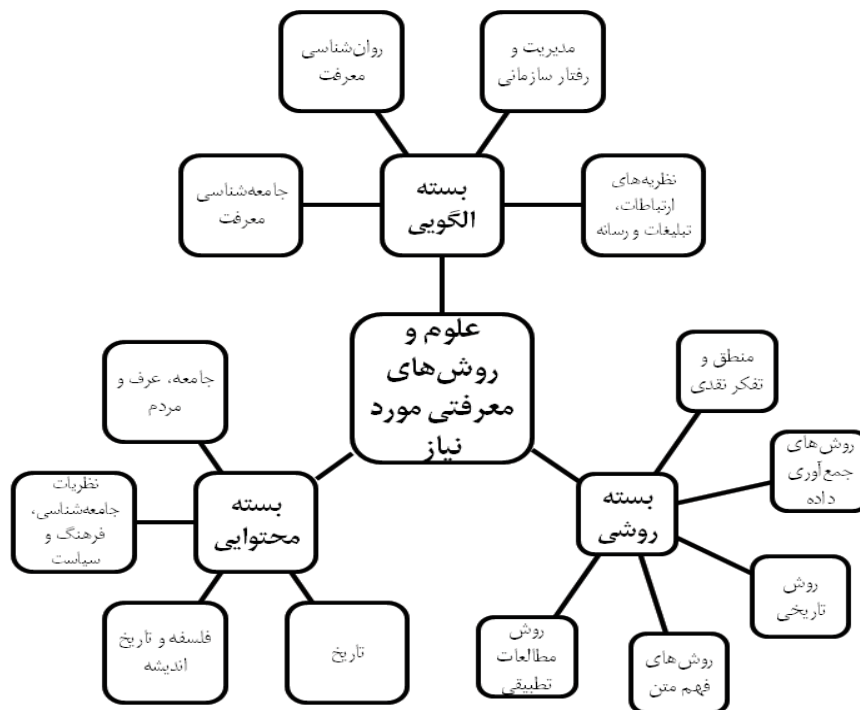 روان‌شناسی
معرفت
مدیریت و
رفتار سازمانی
جامعه‌شناسی
معرفت
بسته
الگویی
نظریه‌های
ارتباطات،
تبلیغات و رسانه
علوم و
روش‌های
معرفتی مورد
نیاز
جامعه، عرف و
مردم
نظریات
جامعه‌شناسی،
فرهنگ و
سیاست
بسته
محتوایی
فلسفه و تاریخ
اندیشه
تاریخ
منطق و
تفکر نقدی
روش‌های
جمع‌آوری
داده
بسته
روشی
روش
تاریخی
روش‌های
فهم متن
روش
مطالعات
تطبیقی